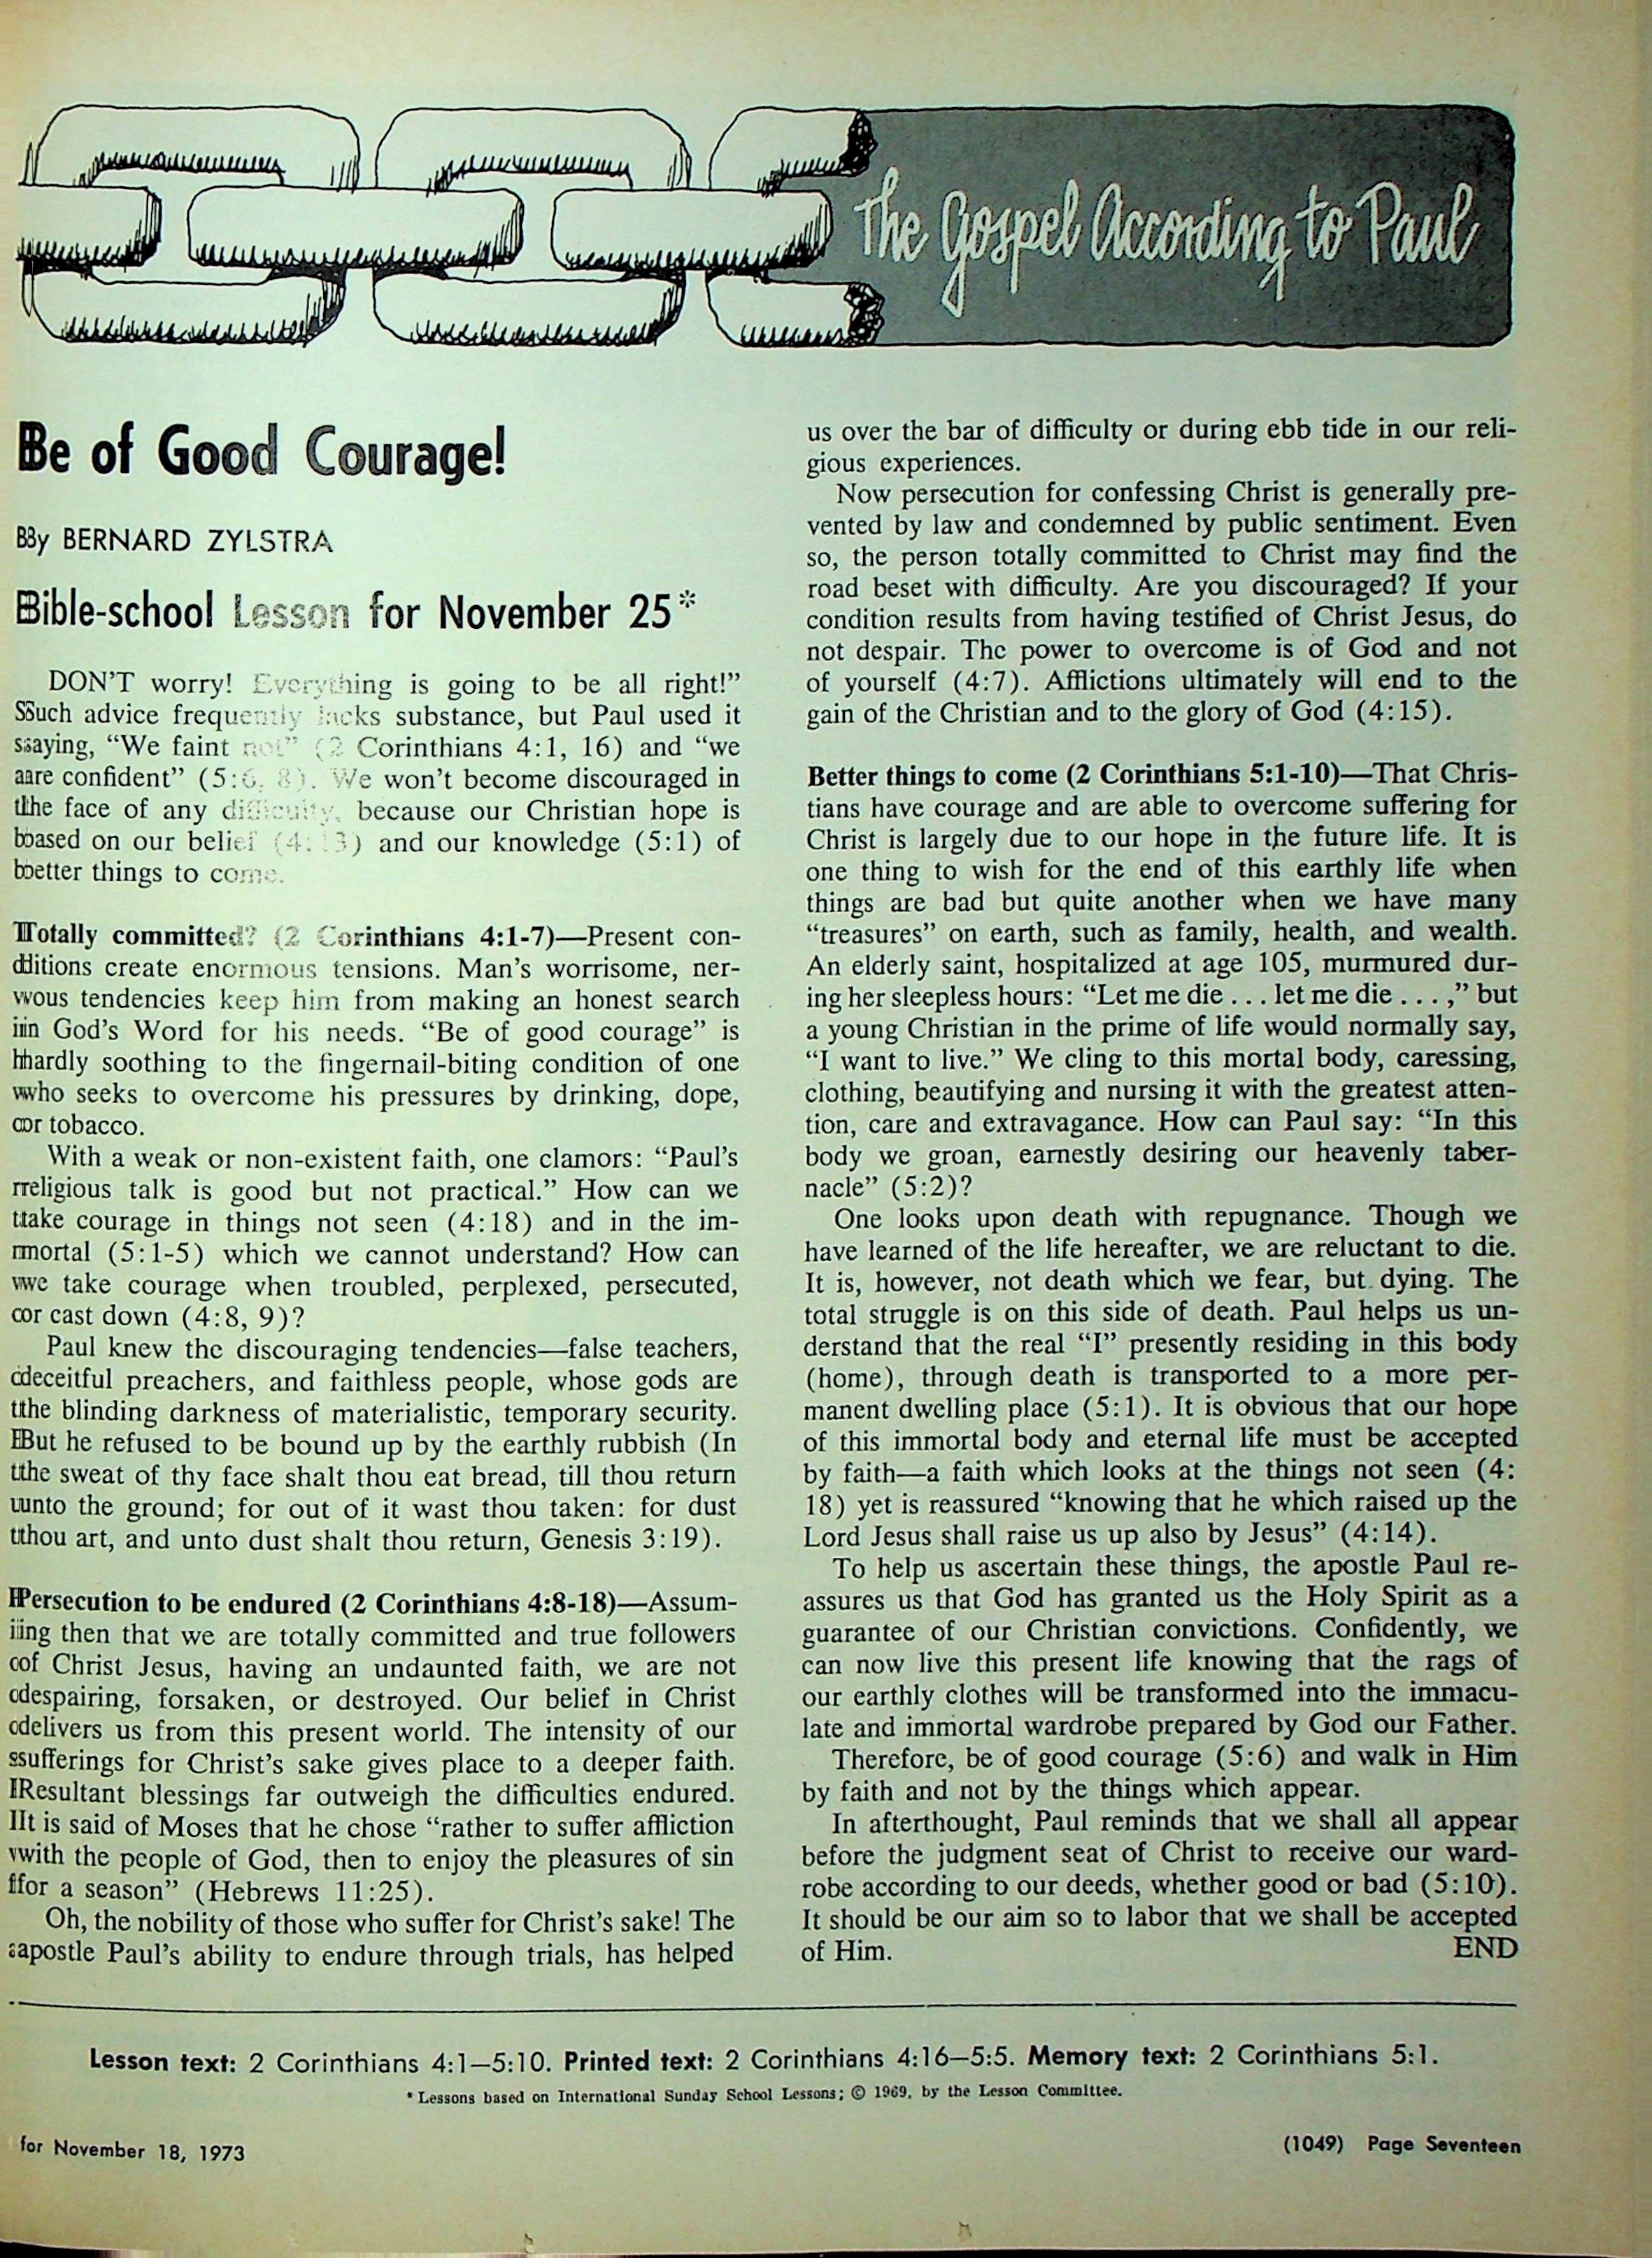 The Gospel According to Paul
Be of Good Courage!
By BERNARD ZYLSTRA
Bible-school Lesson for November 25*
DON'T worry! Everything is going to be all right!”
Such advice frequently lacks substance, but Paul used it
saying, “We faint not” (2 Corinthians 4:1, 16) and “we
are confident” (5:6, 8). We won't become discouraged in
the face of any difficulty, because our Christian hope is
based on our belief (4:13) and our knowledge (5:1) of
better things to come.
Totally committed? (2 Corinthians 4:1-7)—Present con-
ditions create enormous tensions. Man's worrisome, ner-
vous tendencies keep him from making an honest search
in God's Word for his needs. “Be of good courage” is
hardly soothing to the fingernail-biting condition of one
who seeks to overcome his pressures by drinking, dope,
or tobacco.
With a weak or non-existent faith, one clamors: “Paul's
religious talk is good but not practical.” How can we
take courage in things not seen (4:18) and in the im-
mortal (5:1-5) which we cannot understand? How can
we take courage when troubled, perplexed, persecuted,
or cast down (4:8, 9)?
Paul knew the discouraging tendencies—false teachers,
deceitful preachers, and faithless people, whose gods are
the blinding darkness of materialistic, temporary security.
But he refused to be bound up by the earthly rubbish (In
the sweat of thy face shalt thou eat bread, till thou return
unto the ground; for out of it wast thou taken: for dust
thou art, and unto dust shalt thou return, Genesis 3:19).
Persecution to be endured (2 Corinthians 4:8-18)—Assum-
ing then that we are totally committed and true followers
of Christ Jesus, having an undaunted faith, we are not
despairing, forsaken, or destroyed. Our belief in Christ
delivers us from this present world. The intensity of our
sufferings for Christ's sake gives place to a deeper faith.
Resultant blessings far outweigh the difficulties endured.
It is said of Moses that he chose “rather to suffer affliction
with the people of God, then to enjoy the pleasures of sin
for a season” (Hebrews 11:25).
Oh, the nobility of those who suffer for Christ's sake! The
apostle Paul's ability to endure through trials, has helped
us over the bar of difficulty or during ebb tide in our reli-
gious experiences.
Now persecution for confessing Christ is generally pre-
vented by law and condemned by public sentiment. Even
so, the person totally committed to Christ may find the
road beset with difficulty. Are you discouraged? If your
condition results from having testified of Christ Jesus, do
not despair. The power to overcome is of God and not
of yourself (4:7). Afflictions ultimately will end to the
gain of the Christian and to the glory of God (4:15).
Better things to come (2 Corinthians 5:1-10)—That Chris-
tians have courage and are able to overcome suffering for
Christ is largely due to our hope in the future life. It is
one thing to wish for the end of this earthly life when
things are bad but quite another when we have many
“treasures” on earth, such as family, health, and wealth.
An elderly saint, hospitalized at age 105, murmured dur-
ing her sleepless hours: “Let me die . . . let me die . . . ,” but
a young Christian in the prime of life would normally say,
“I want to live.” We cling to this mortal body, caressing,
clothing, beautifying and nursing it with the greatest atten-
tion, care and extravagance. How can Paul say: “In this
body we groan, earnestly desiring our heavenly taber-
nacle” (5:2)?
One looks upon death with repugnance. Though we
have learned of the life hereafter, we are reluctant to die.
It is, however, not death which we fear, but dying. The
total struggle is on this side of death. Paul helps us un-
derstand that the real “I” presently residing in this body
(home), through death is transported to a more per-
manent dwelling place (5:1). It is obvious that our hope
of this immortal body and eternal life must be accepted
by faith—a faith which looks at the things not seen (4:
18) yet is reassured “knowing that he which raised up the
Lord Jesus shall raise us up also by Jesus” (4:14).
To help us ascertain these things, the apostle Paul re-
assures us that God has granted us the Holy Spirit as a
guarantee of our Christian convictions. Confidently, we
can now live this present life knowing that the rags of
our earthly clothes will be transformed into the immacu-
late and immortal wardrobe prepared by God our Father.
Therefore, be of good courage (5:6) and walk in Him
by faith and not by the things which appear.
In afterthought, Paul reminds that we shall all appear
before the judgment seat of Christ to receive our ward-
robe according to our deeds, whether good or bad (5:10).
It should be our aim so to labor that we shall be accepted
of Him. END
Lesson text: 2 Corinthians 4:1—5:10. Printed text: 2 Corinthians 4:16—5:5. Memory text: 2 Corinthians 5:1.
* Lessons based on International Sunday School Lessons; © 1969, by the Lesson Committee.
for November 18, 1973
(1049) Page Seventeen